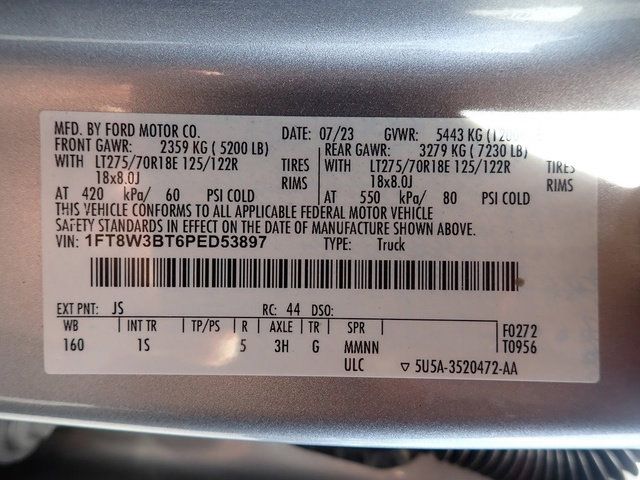 MFD. BY FORD MOTOR CO. DATE: 07/23 GVWR: 5443 KG
FRONT GAWR: 2359 KG ( 5200 LB) REAR GAWR: 3279 KG ( 7230 LB)
WITH LT275/70R18E 125/122R TIRES WITH LT275/70R18E 125/122R TIRES
18x8.0J RIMS 18x8.0J RIMS
AT 420 kPa/ 60 PSI COLD AT 550 kPa/ 80 PSI COLD
THIS VEHICLE CONFORMS TO ALL APPLICABLE FEDERAL MOTOR VEHICLE
SAFETY STANDARDS IN EFFECT ON THE DATE OF MANUFACTURE SHOWN ABOVE.
VIN: 1FT8W3BT6PED53897 TYPE: Truck
EXT PNT: JS RC: 44 DSO:
WB INT TR TP/PS R AXLE TR SPR F0272
160 1S 5 3H G MMNN T0956
ULC ▽ 5U5A-3520472-AA